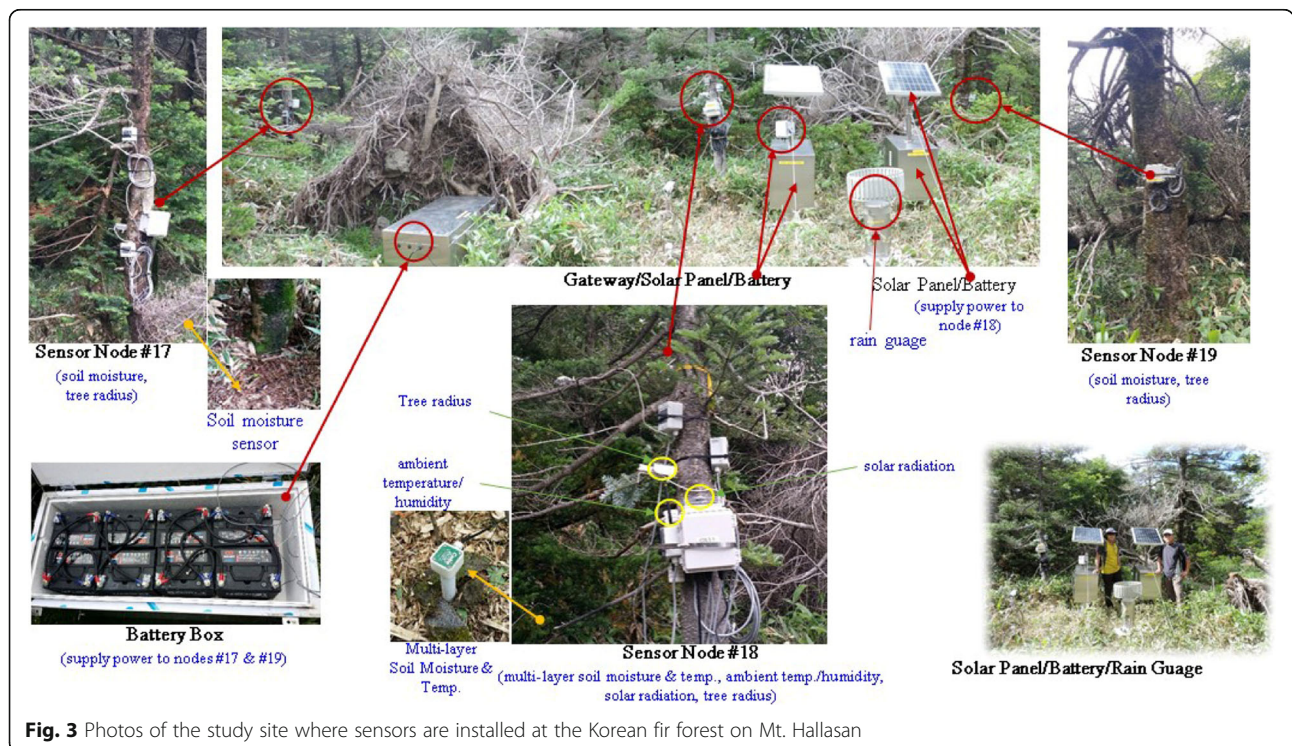 Gateway/Solar Panel/Battery
Solar Panel/Battery
(supply power to
node #18)
rain guage
Sensor Node #17
(soil moisture,
tree radius)
Soil moisture
sensor
Sensor Node #19
(soil moisture, tree
radius)
Tree radius
ambient
temperature/
humidity
solar radiation
Battery Box
(supply power to nodes #17 & #19)
Multi-layer
Soil Moisture &
Temp.
Sensor Node #18
(multi-layer soil moisture & temp., ambient temp./humidity,
solar radiation, tree radius)
Solar Panel/Battery/Rain Guage
Fig. 3 Photos of the study site where sensors are installed at the Korean fir forest on Mt. Hallasan